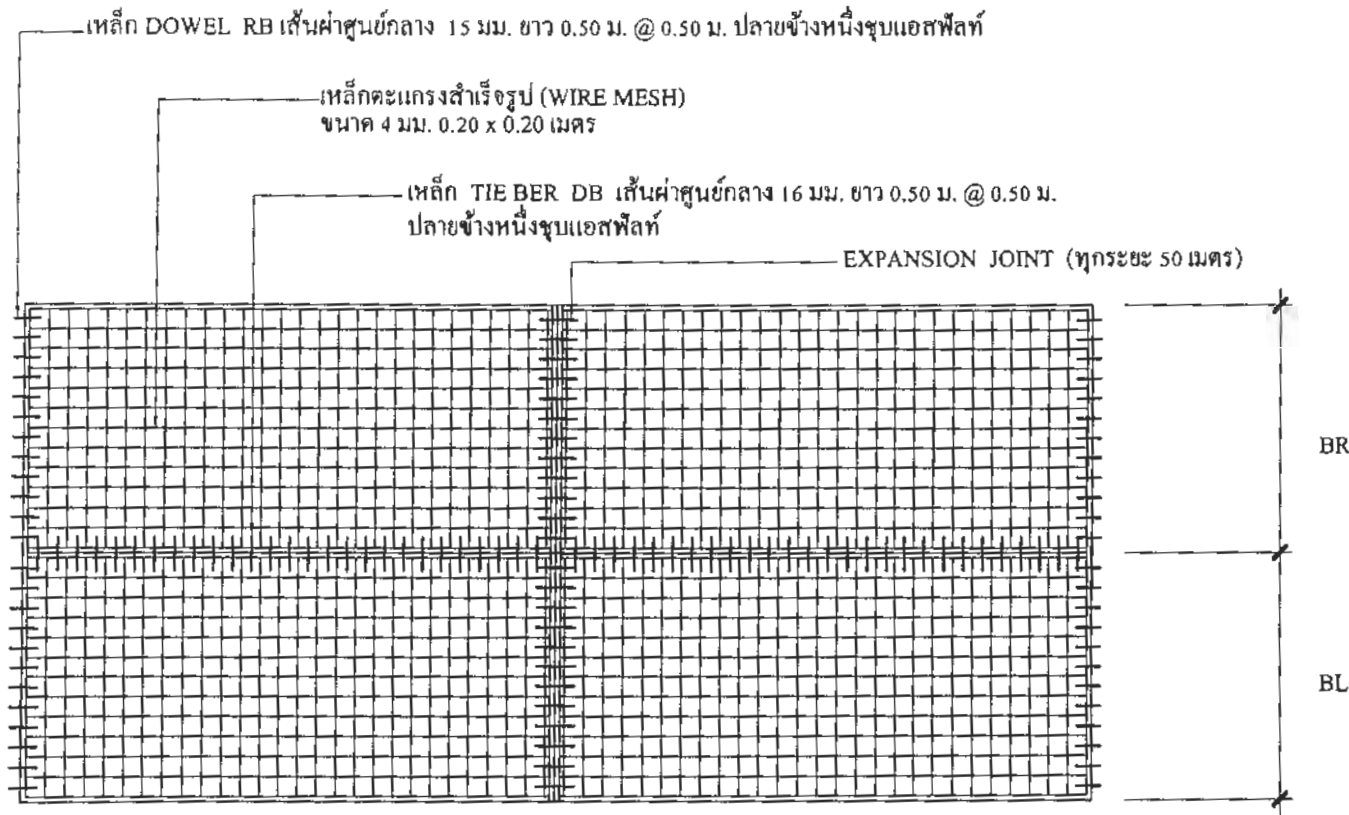 เหล็ก DOWEL RB เส้นผ่าศูนย์กลาง 15 มม. ยาว 0.50 ม. @ 0.50 ม. ปลายข้างหนึ่งชุบแอสฟัลท์
เหล็กตะแกรงสำเร็จรูป (WIRE MESH)
ขนาด 4 มม. 0.20 x 0.20 เมตร
เหล็ก TIE BER DB เส้นผ่าศูนย์กลาง 16 มม. ยาว 0.50 ม. @ 0.50 ม.
ปลายข้างหนึ่งชุบแอสฟัลท์
EXPANSION JOINT (ทุกระยะ 50 เมตร)
BR
BL